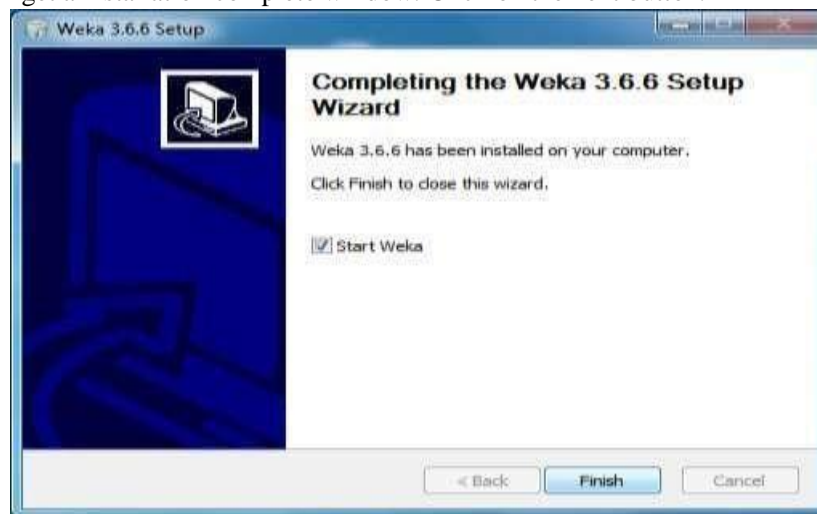 Weka 3.6.6 Setup
Completing the Weka 3.6.6 Setup
Wizard
Weka 3.6.6 has been installed on your computer.
Click Finish to close this wizard.
Start Weka
< Back Finish Cancel